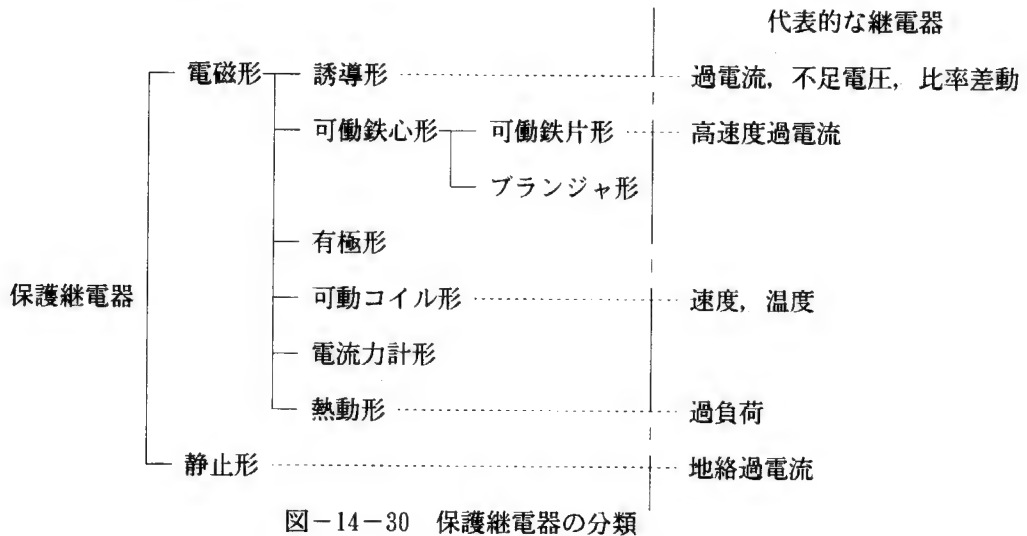 代表的な継電器
電磁形 誘導形 過電流，不足電圧，比率差動
可働鉄心形 可働鉄片形 高速度過電流
プランジャ形
有極形
保護継電器 可動コイル形 速度，温度
電流力計形
熱動形 過負荷
静止形 地絡過電流
図－14－30 保護継電器の分類